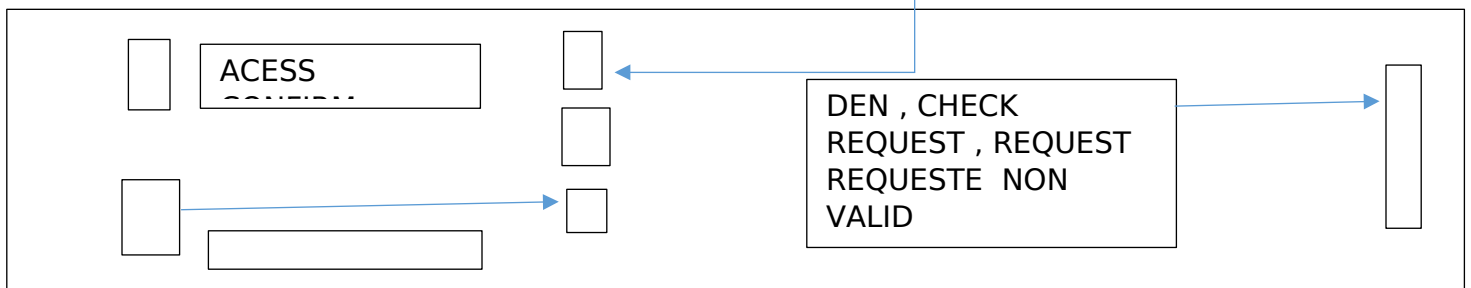 ACESS
DEN , CHECK
REQUEST , REQUEST
REQUESTE NON
VALID